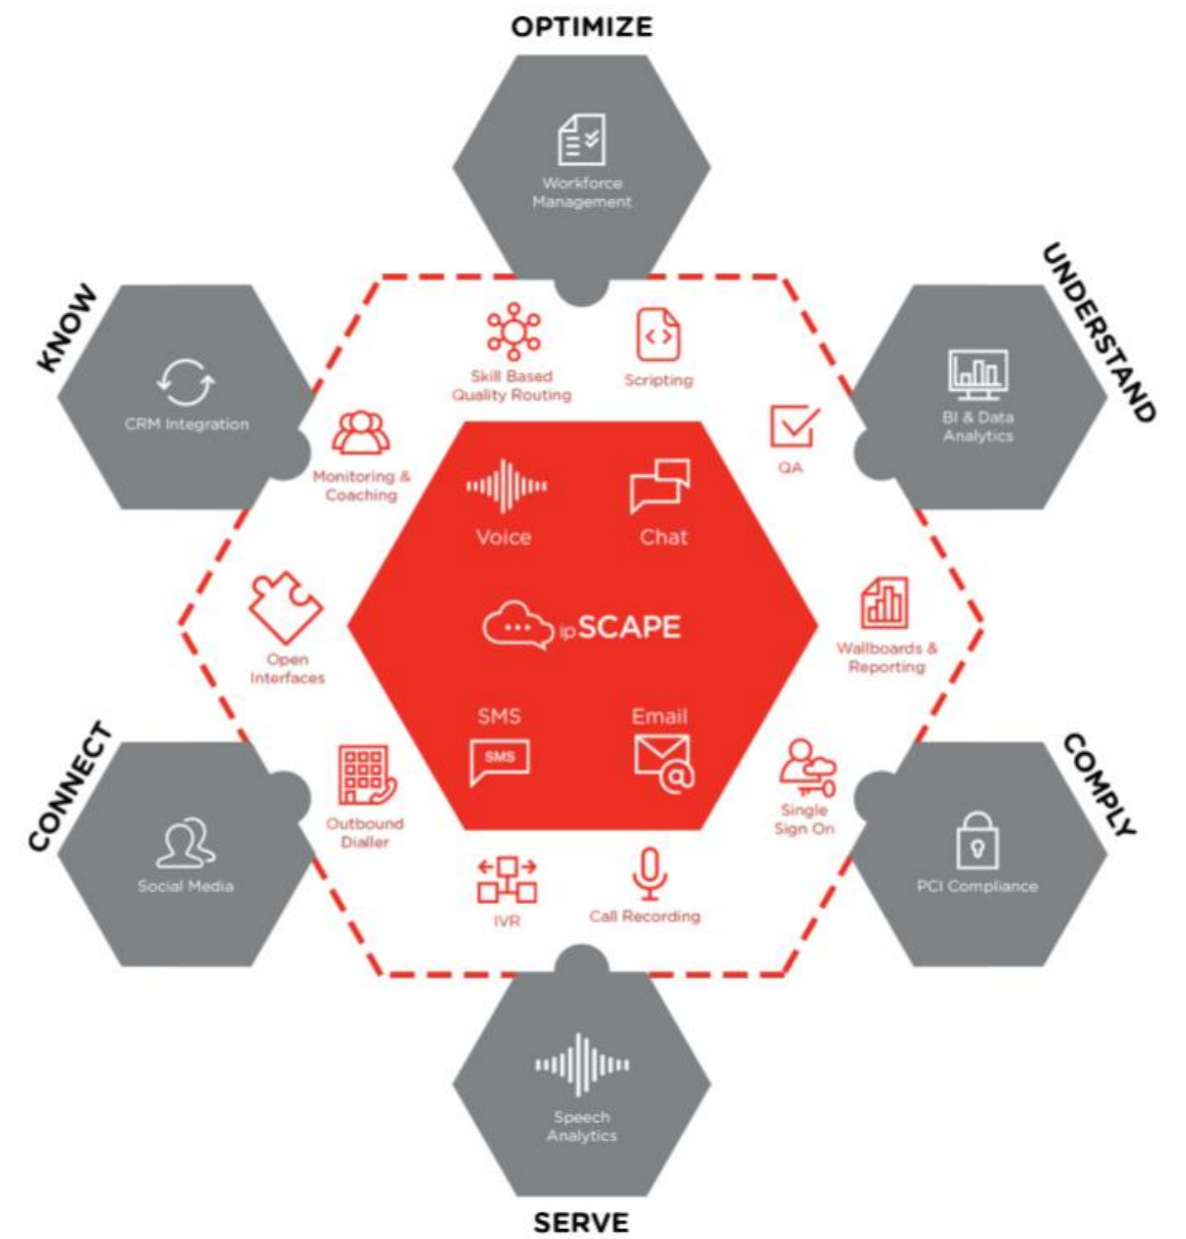 OPTIMIZE
Workforce
Management
KNOW
CRM Integration
UNDERSTAND
BI & Data
Analytics
Skill Based
Quality Routing
Scripting
Monitoring &
Coaching
QA
Voice
Chat
ipSCAPE
Open
Interfaces
Wallboards &
Reporting
SMS
SMS
Email
@
Outbound
Dialler
Single
Sign On
IVR
Call Recording
CONNECT
Social Media
COMPLY
PCI Compliance
Speech
Analytics
SERVE